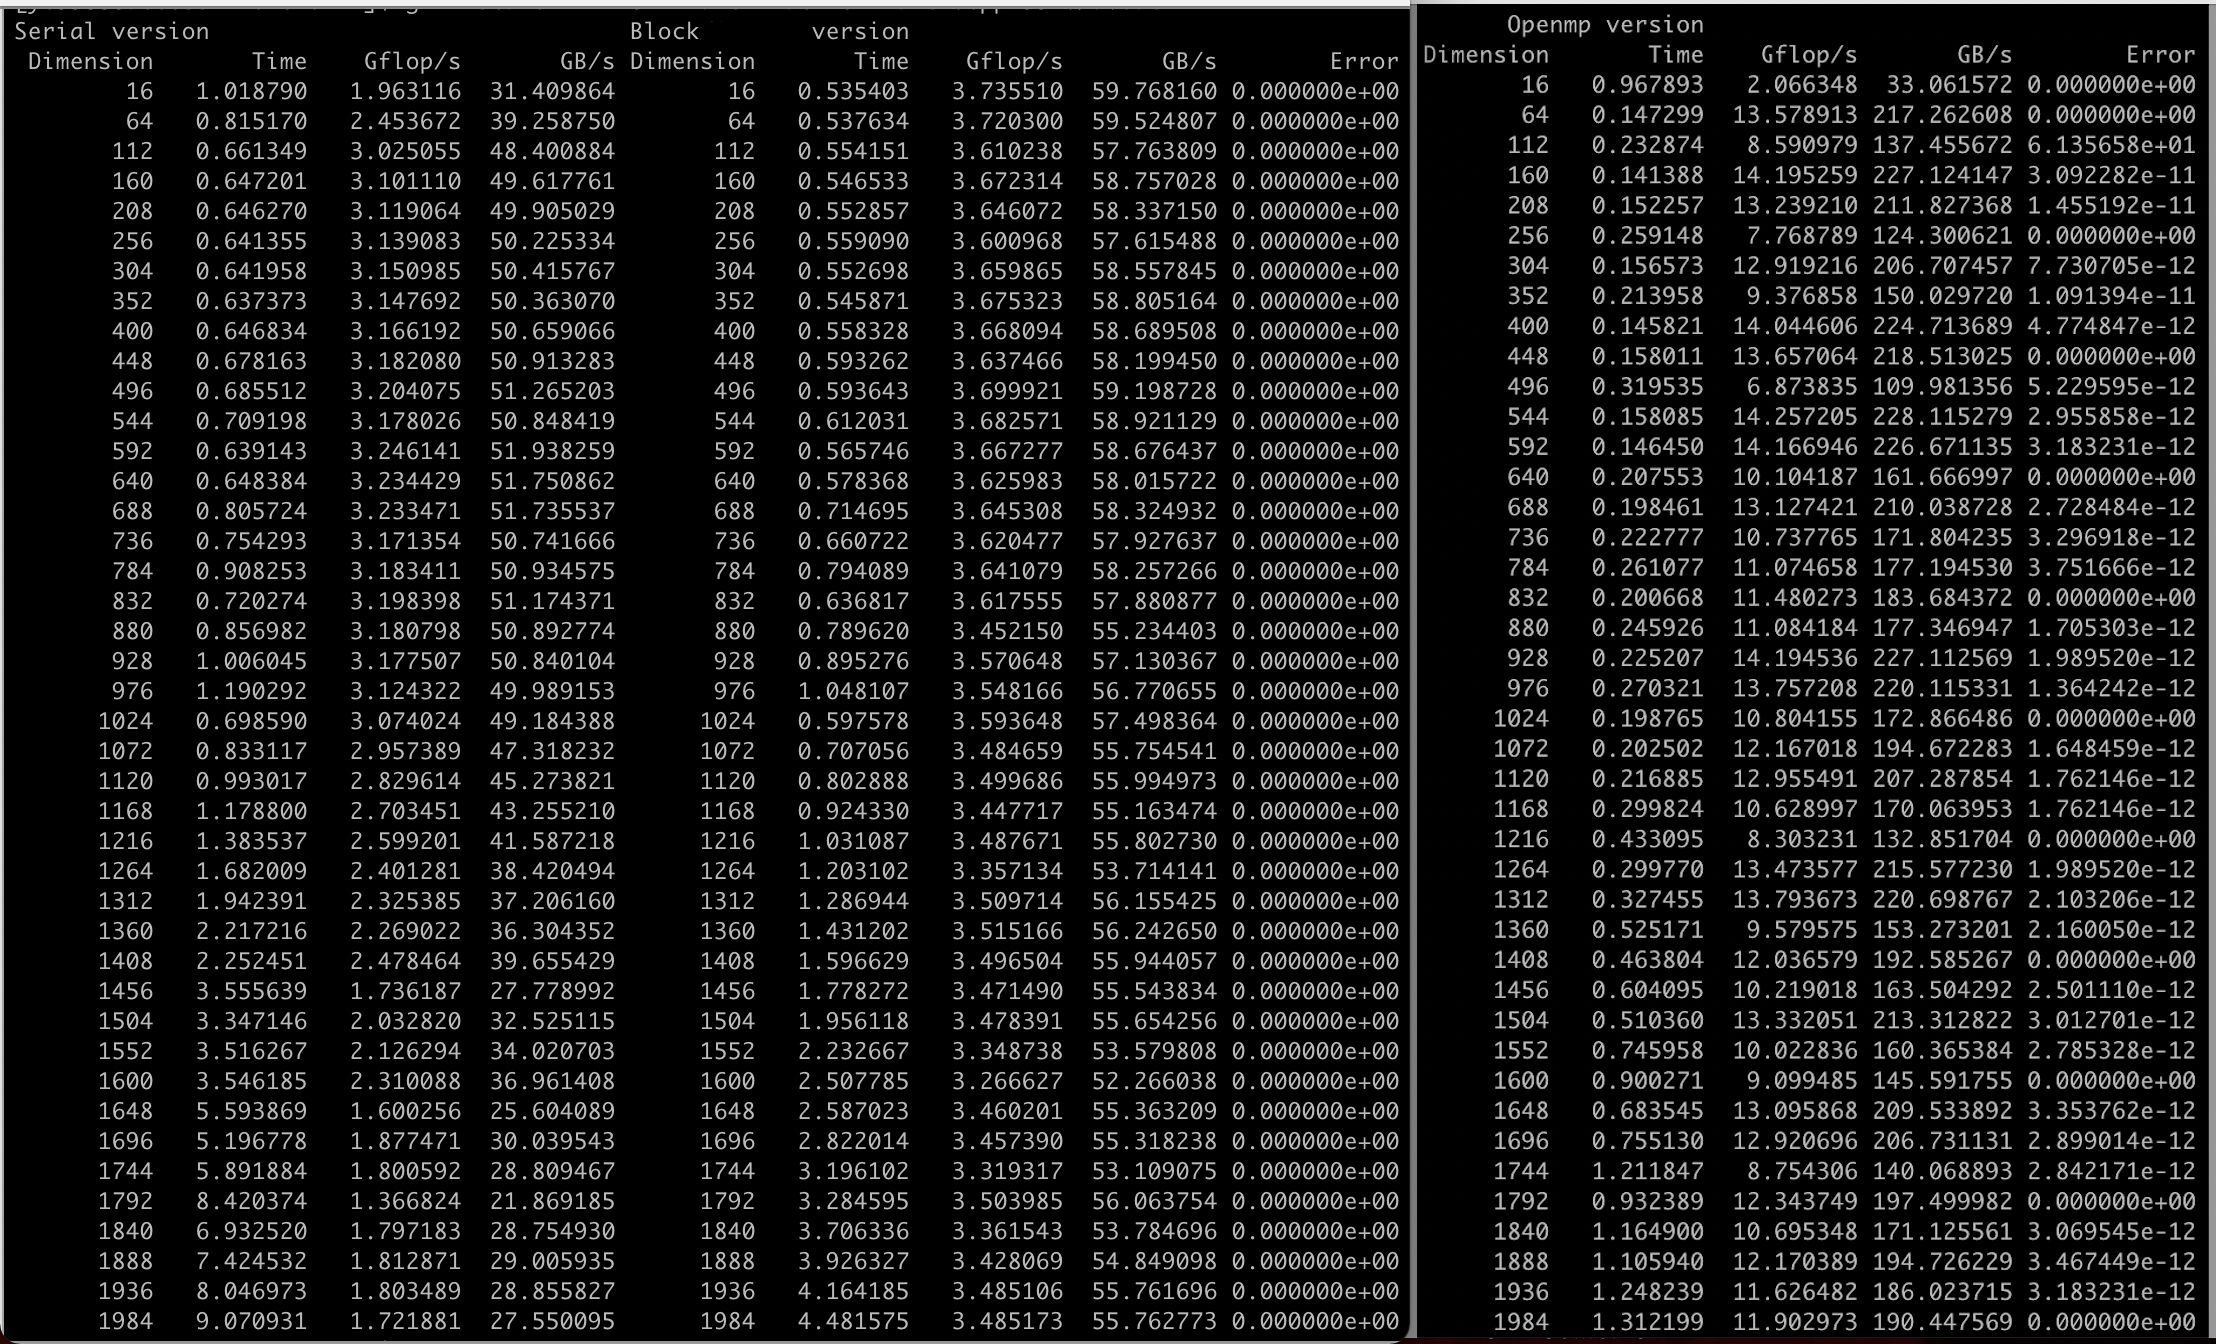 Serial version Block version
Dimension Time Gflop/s GB/s Dimension Time Gflop/s GB/s Error
16 1.018790 1.963116 31.409864 16 0.535403 3.735510 59.768160 0.000000e+00
64 0.815170 2.453672 39.258750 64 0.537634 3.720300 59.524807 0.000000e+00
112 0.661349 3.025055 48.400884 112 0.554151 3.610238 57.763809 0.000000e+00
160 0.647201 3.101110 49.617761 160 0.546533 3.672314 58.757028 0.000000e+00
208 0.646270 3.119064 49.905029 208 0.552857 3.646072 58.337150 0.000000e+00
256 0.641355 3.139083 50.225334 256 0.559090 3.600968 57.615488 0.000000e+00
304 0.641958 3.150985 50.415767 304 0.552698 3.659865 58.557845 0.000000e+00
352 0.637373 3.147692 50.363070 352 0.545871 3.675323 58.805164 0.000000e+00
400 0.646834 3.166192 50.659066 400 0.558328 3.668094 58.689508 0.000000e+00
448 0.678163 3.182080 50.913283 448 0.593262 3.637466 58.199450 0.000000e+00
496 0.685512 3.204075 51.265203 496 0.593643 3.699921 59.198728 0.000000e+00
544 0.709198 3.178026 50.848419 544 0.612031 3.682571 58.921129 0.000000e+00
592 0.639143 3.246141 51.938259 592 0.565746 3.667277 58.676437 0.000000e+00
640 0.648384 3.234429 51.750862 640 0.578368 3.625983 58.015722 0.000000e+00
688 0.805724 3.233471 51.735537 688 0.714695 3.645308 58.324932 0.000000e+00
736 0.754293 3.171354 50.741666 736 0.660722 3.620477 57.927637 0.000000e+00
784 0.908253 3.183411 50.934575 784 0.794089 3.641079 58.257266 0.000000e+00
832 0.720274 3.198398 51.174371 832 0.636817 3.617555 57.880877 0.000000e+00
880 0.856982 3.180798 50.892774 880 0.789620 3.452150 55.234403 0.000000e+00
928 1.006045 3.177507 50.840104 928 0.895276 3.570648 57.130367 0.000000e+00
976 1.190292 3.124322 49.989153 976 1.048107 3.548166 56.770655 0.000000e+00
1024 0.698590 3.074024 49.184388 1024 0.597578 3.593648 57.498364 0.000000e+00
1072 0.833117 2.957389 47.318232 1072 0.707056 3.484659 55.754541 0.000000e+00
1120 0.993017 2.829614 45.273821 1120 0.802888 3.499686 55.994973 0.000000e+00
1168 1.178800 2.703451 43.255210 1168 0.924330 3.447717 55.163474 0.000000e+00
1216 1.383537 2.599201 41.587218 1216 1.031087 3.487671 55.802730 0.000000e+00
1264 1.682009 2.401281 38.420494 1264 1.203102 3.357134 53.714141 0.000000e+00
1312 1.942391 2.325385 37.206160 1312 1.286944 3.509714 56.155425 0.000000e+00
1360 2.217216 2.269022 36.304352 1360 1.431202 3.515166 56.242650 0.000000e+00
1408 2.252451 2.478464 39.655429 1408 1.596629 3.496504 55.944057 0.000000e+00
1456 3.555639 1.736187 27.778992 1456 1.778272 3.471490 55.543834 0.000000e+00
1504 3.347146 2.032820 32.525115 1504 1.956118 3.478391 55.654256 0.000000e+00
1552 3.516267 2.126294 34.020703 1552 2.232667 3.348738 53.579808 0.000000e+00
1600 3.546185 2.310088 36.961408 1600 2.507785 3.266627 52.266038 0.000000e+00
1648 5.593869 1.600256 25.604089 1648 2.587023 3.460201 55.363209 0.000000e+00
1696 5.196778 1.877471 30.039543 1696 2.822014 3.457390 55.318238 0.000000e+00
1744 5.891884 1.800592 28.809467 1744 3.196102 3.319317 53.109075 0.000000e+00
1792 8.420374 1.366824 21.869185 1792 3.284595 3.503985 56.063754 0.000000e+00
1840 6.932520 1.797183 28.754930 1840 3.706336 3.361543 53.784696 0.000000e+00
1888 7.424532 1.812871 29.005935 1888 3.926327 3.428069 54.849098 0.000000e+00
1936 8.046973 1.803489 28.855827 1936 4.164185 3.485106 55.761696 0.000000e+00
1984 9.070931 1.721881 27.550095 1984 4.481575 3.485173 55.762773 0.000000e+00
Openmp version
Dimension Time Gflop/s GB/s Error
16 0.967893 2.066348 33.061572 0.000000e+00
64 0.147299 13.578913 217.262608 0.000000e+00
112 0.232874 8.590979 137.455672 6.135658e+01
160 0.141388 14.195259 227.124147 3.092282e-11
208 0.152257 13.239210 211.827368 1.455192e-11
256 0.259148 7.768789 124.300621 0.000000e+00
304 0.156573 12.919216 206.707457 7.730705e-12
352 0.213958 9.376858 150.029720 1.091394e-11
400 0.145821 14.044606 224.713689 4.774847e-12
448 0.158011 13.657064 218.513025 0.000000e+00
496 0.319535 6.873835 109.981356 5.229595e-12
544 0.158085 14.257205 228.115279 2.955858e-12
592 0.146450 14.166946 226.671135 3.183231e-12
640 0.207553 10.104187 161.666997 0.000000e+00
688 0.198461 13.127421 210.038728 2.728484e-12
736 0.222777 10.737765 171.804235 3.296918e-12
784 0.261077 11.074658 177.194530 3.751666e-12
832 0.200668 11.480273 183.684372 0.000000e+00
880 0.245926 11.084184 177.346947 1.705303e-12
928 0.225207 14.194536 227.112569 1.989520e-12
976 0.270321 13.757208 220.115331 1.364242e-12
1024 0.198765 10.804155 172.866486 0.000000e+00
1072 0.202502 12.167018 194.672283 1.648459e-12
1120 0.216885 12.955491 207.287854 1.762146e-12
1168 0.299824 10.628997 170.063953 1.762146e-12
1216 0.433095 8.303231 132.851704 0.000000e+00
1264 0.299770 13.473577 215.577230 1.989520e-12
1312 0.327455 13.793673 220.698767 2.103206e-12
1360 0.525171 9.579575 153.273201 2.160050e-12
1408 0.463804 12.036579 192.585267 0.000000e+00
1456 0.604095 10.219018 163.504292 2.501110e-12
1504 0.510360 13.332051 213.312822 3.012701e-12
1552 0.745958 10.022836 160.365384 2.785328e-12
1600 0.900271 9.099485 145.591755 0.000000e+00
1648 0.683545 13.095868 209.533892 3.353762e-12
1696 0.755130 12.920696 206.731131 2.899014e-12
1744 1.211847 8.754306 140.068893 2.842171e-12
1792 0.932389 12.343749 197.499982 0.000000e+00
1840 1.164900 10.695348 171.125561 3.069545e-12
1888 1.105940 12.170389 194.726229 3.467449e-12
1936 1.248239 11.626482 186.023715 3.183231e-12
1984 1.312199 11.902973 190.447569 0.000000e+00